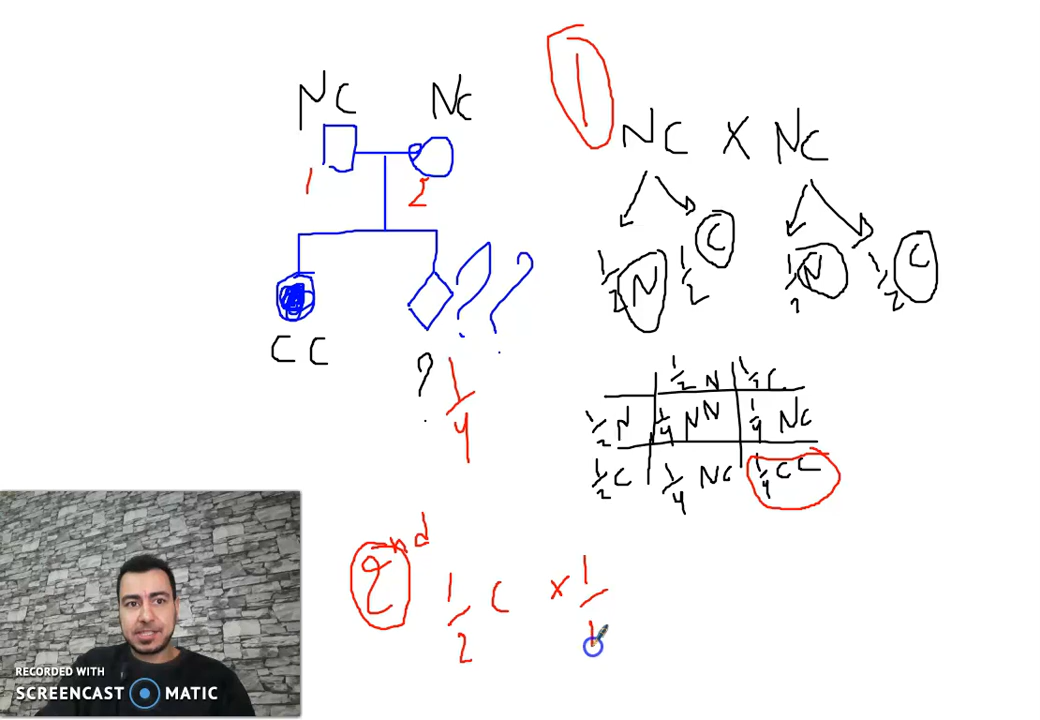 NC NC
1 2
C C
? ? ?
1/4
1
NC X NC
1/2 N 1/2 C 1/2 N 1/2 C
1/2 N 1/2 C
1/2 N 1/4 NN 1/4 NC
1/2 C 1/4 NC 1/4 CC
2nd 1/2 C x 1/
RECORDED WITH
SCREENCAST MATIC